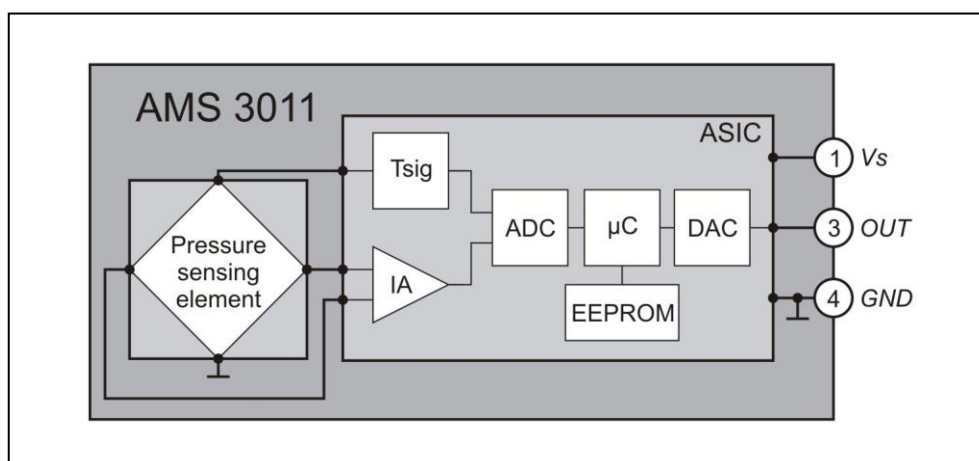 AMS 3011
ASIC
Tsig
Pressure
sensing
element
IA
ADC
µC
DAC
EEPROM
1 Vs
3 OUT
4 GND